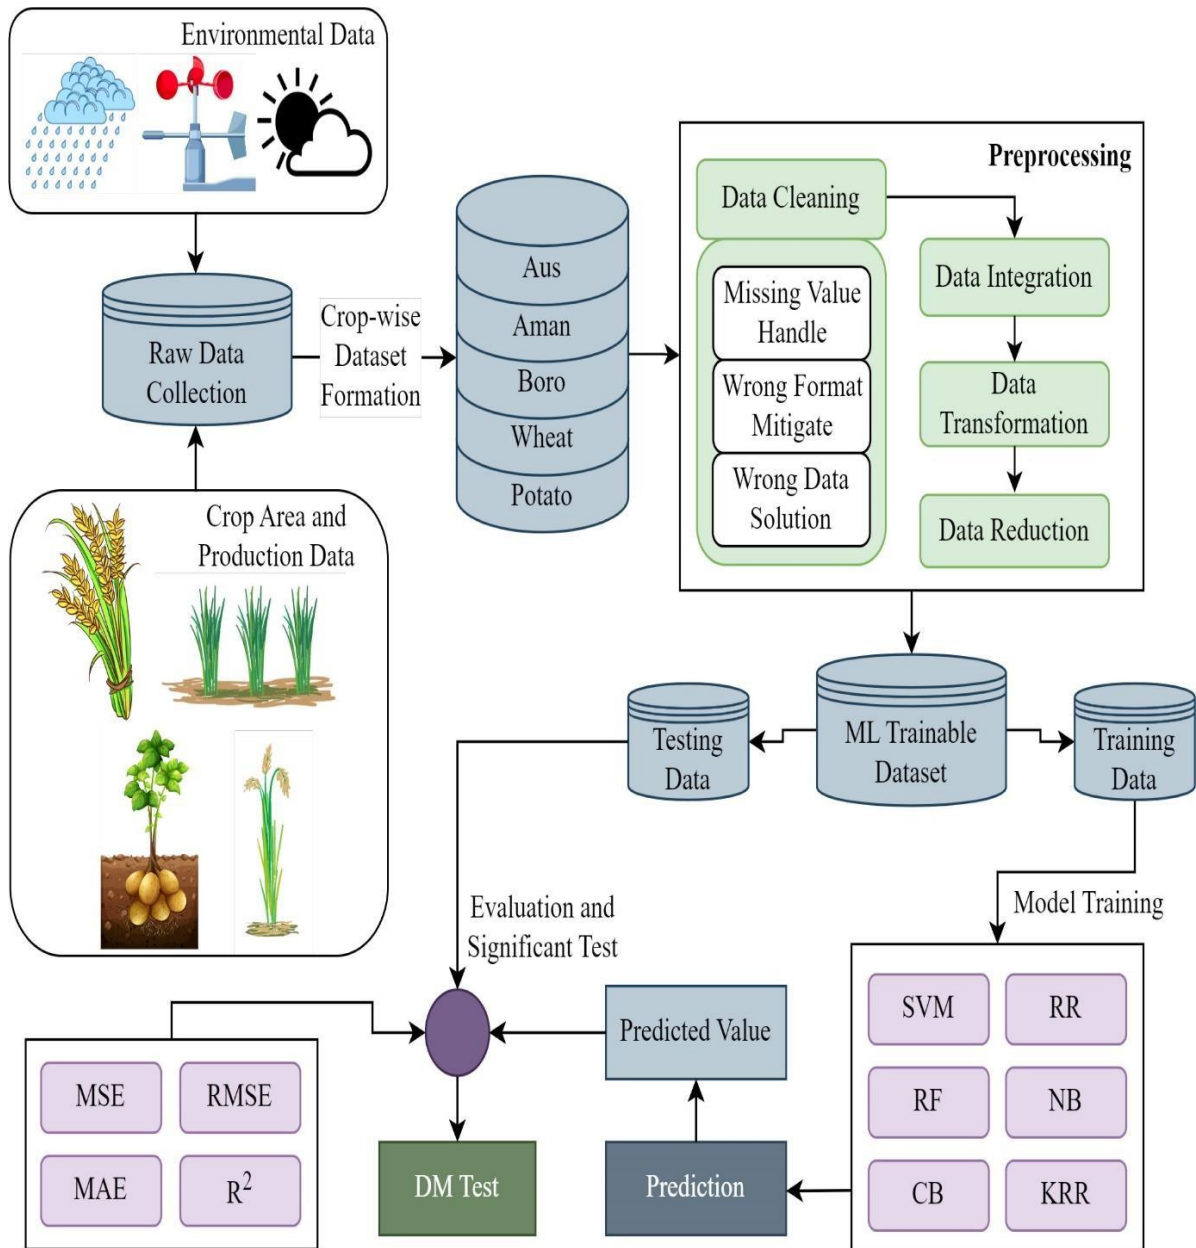 Environmental Data
Raw Data
Collection
Crop-wise
Dataset
Formation
Crop Area and
Production Data
Aus
Aman
Boro
Wheat
Potato
Preprocessing
Data Cleaning
Missing Value
Handle
Wrong Format
Mitigate
Wrong Data
Solution
Data Integration
Data
Transformation
Data Reduction
Testing
Data
ML Trainable
Dataset
Training
Data
Model Training
Evaluation and
Significant Test
SVM
RR
RF
NB
CB
KRR
Predicted Value
Prediction
MSE
RMSE
MAE
R²
DM Test